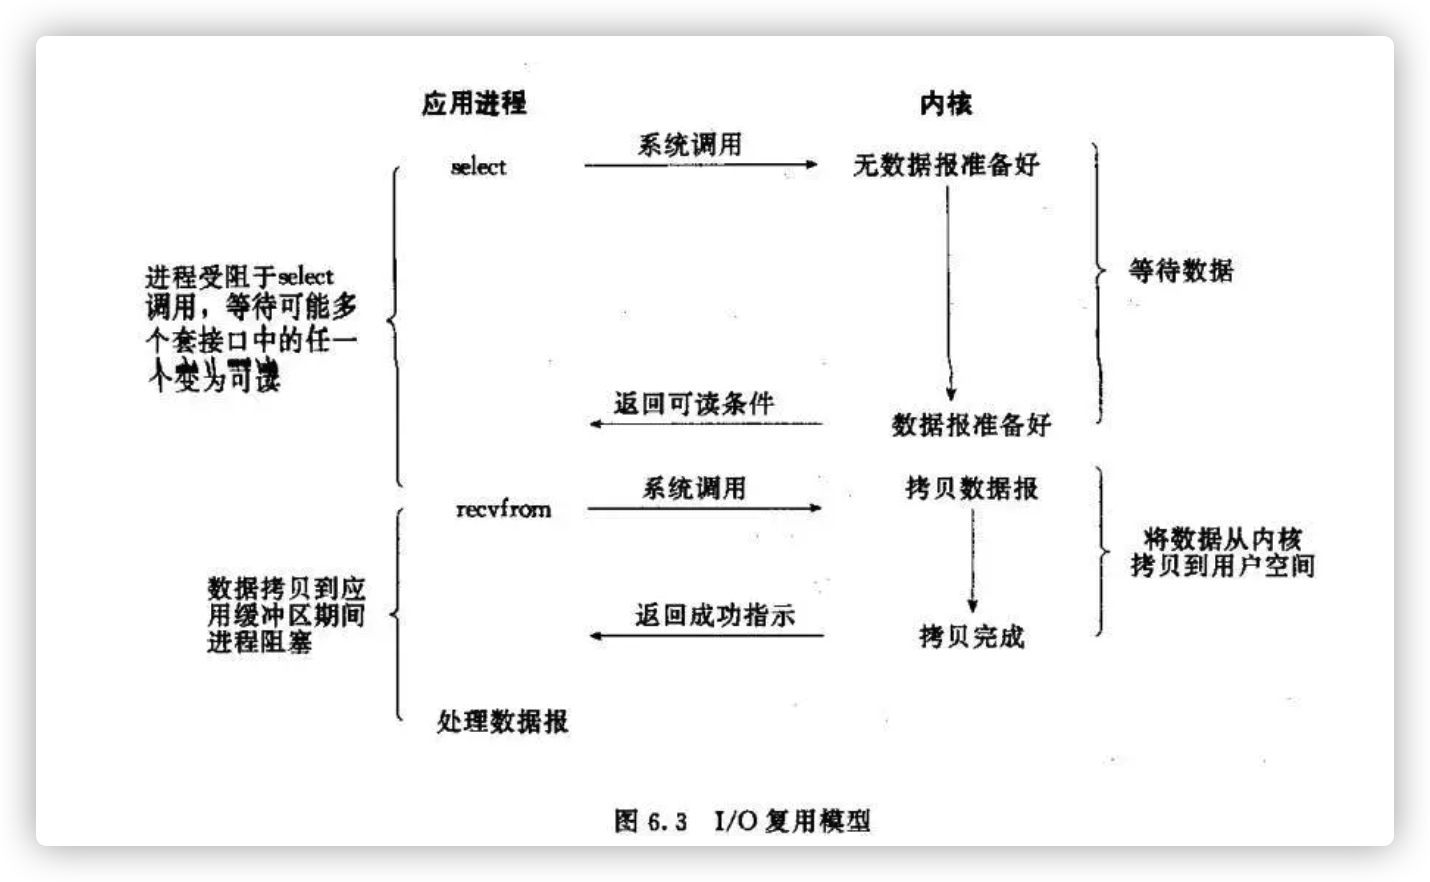 应用进程
内核
select
系统调用
无数据报准备好
进程受阻于select
调用，等待可能多
个套接口中的任一
个变为可读
等待数据
返回可读条件
数据报准备好
recvfrom
系统调用
拷贝数据报
将数据从内核
拷贝到用户空间
数据拷贝到应
用缓冲区期间
进程阻塞
返回成功指示
拷贝完成
处理数据报
图 6.3 I/O 复用模型